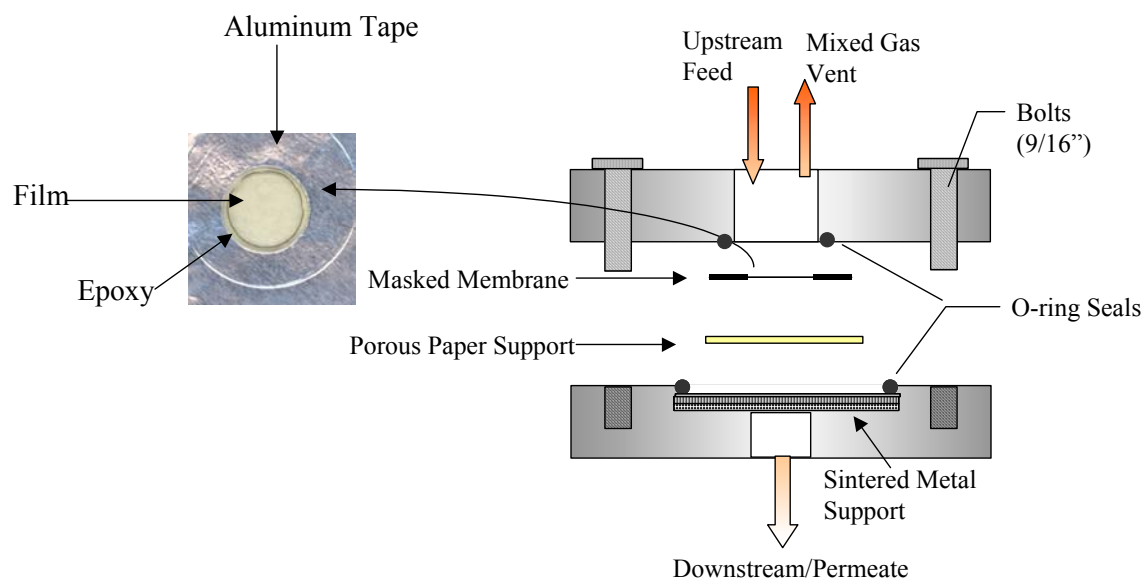 Aluminum Tape
Film
Epoxy
Upstream
Feed
Mixed Gas
Vent
Bolts
(9/16”)
Masked Membrane
O-ring Seals
Porous Paper Support
Sintered Metal
Support
Downstream/Permeate